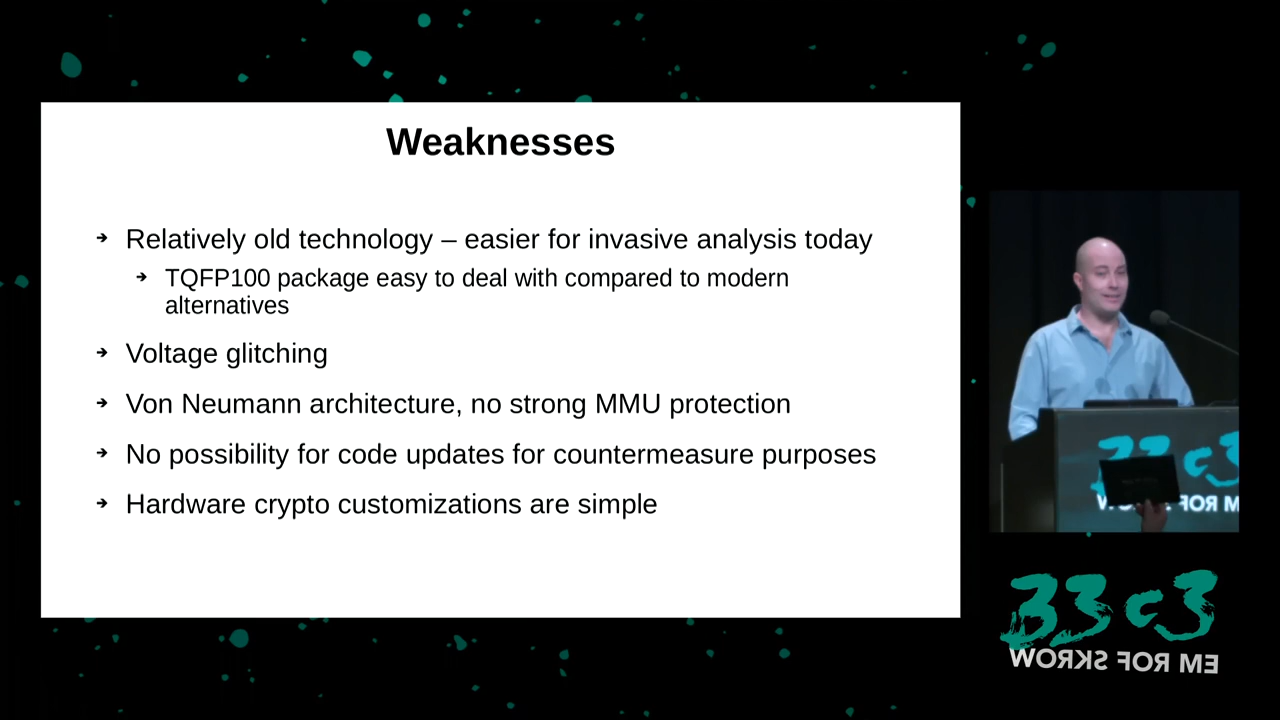 Weaknesses
Relatively old technology – easier for invasive analysis today
TQFP100 package easy to deal with compared to modern
alternatives
Voltage glitching
Von Neumann architecture, no strong MMU protection
No possibility for code updates for countermeasure purposes
Hardware crypto customizations are simple
33c3
WORKS FOR ME